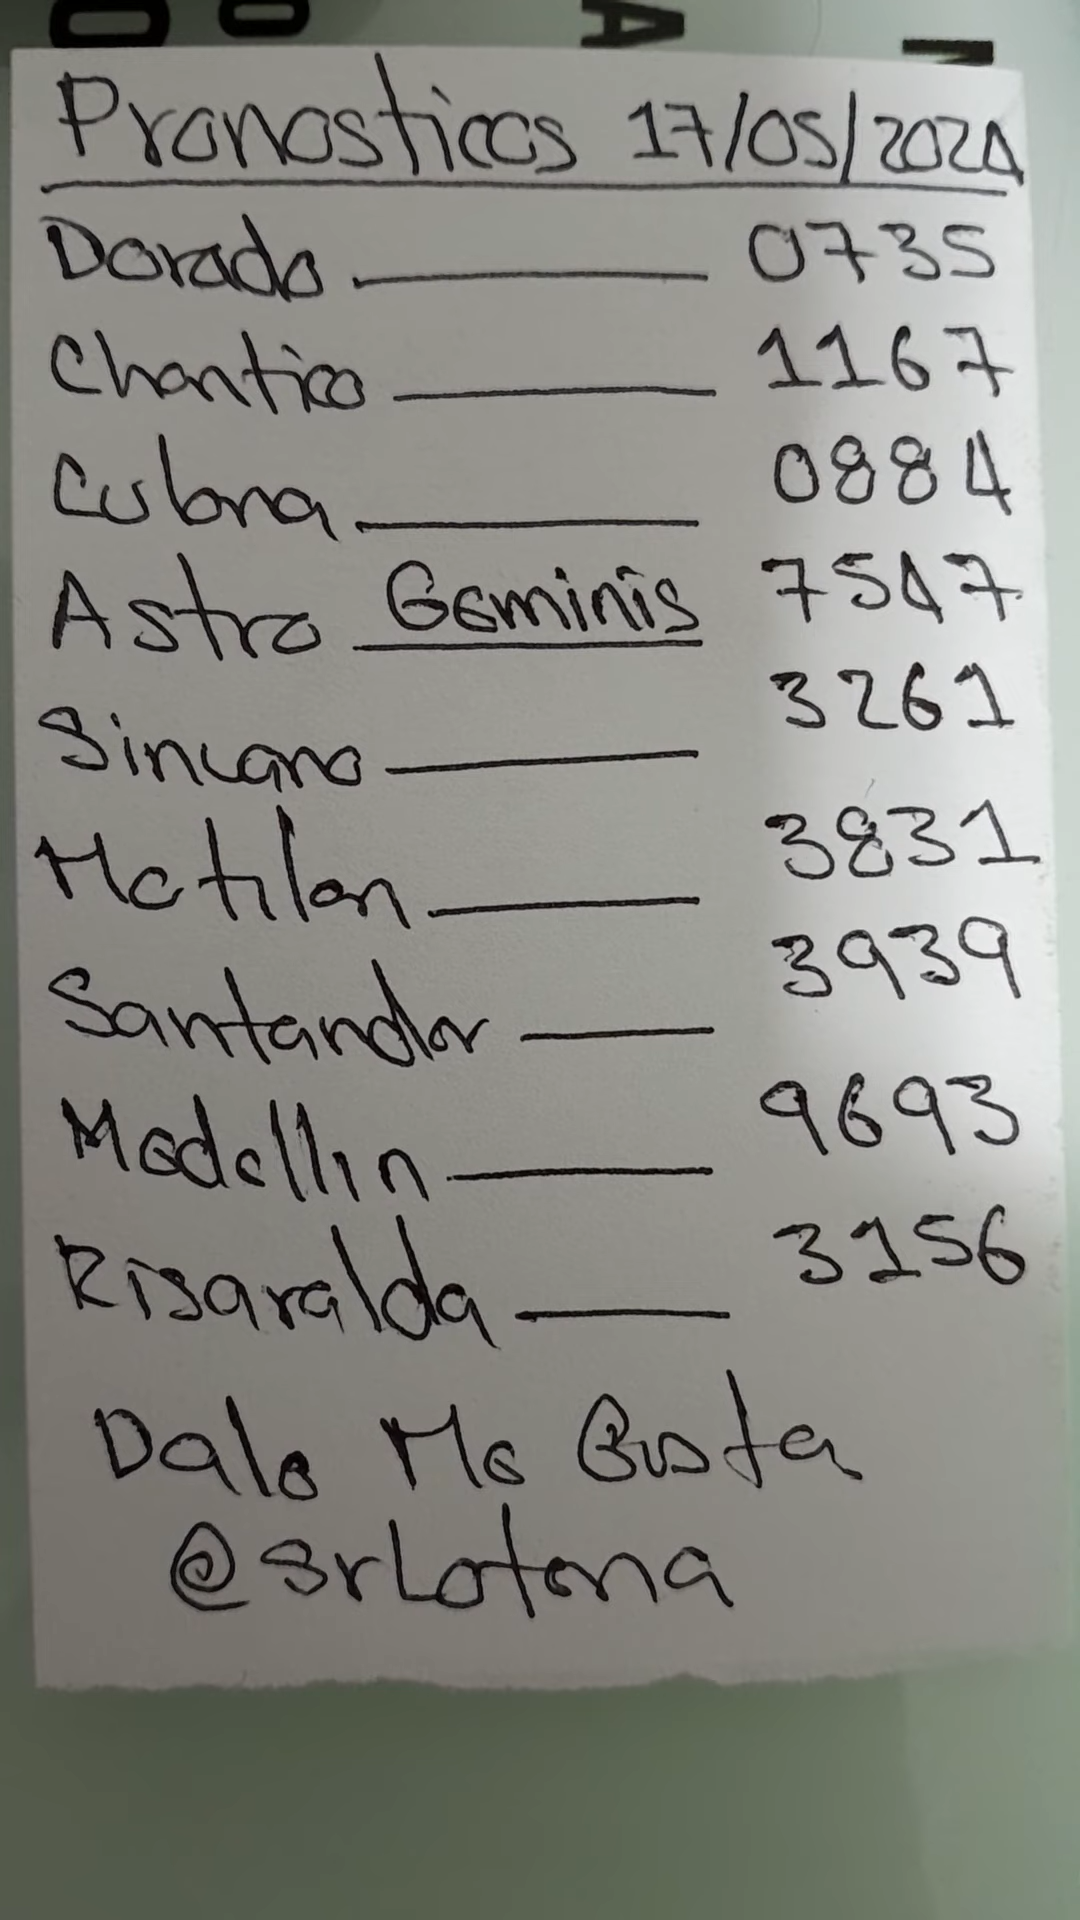 Pronosticos 17/05/2024
Dorado 0735
Chontico 1167
Culona 0884
Astro Geminis 7547
Sinuano 3261
Motilon 3831
Santander 3939
Medellin 9693
Risaralda 3156
Dale Me Gusta
@srLotona